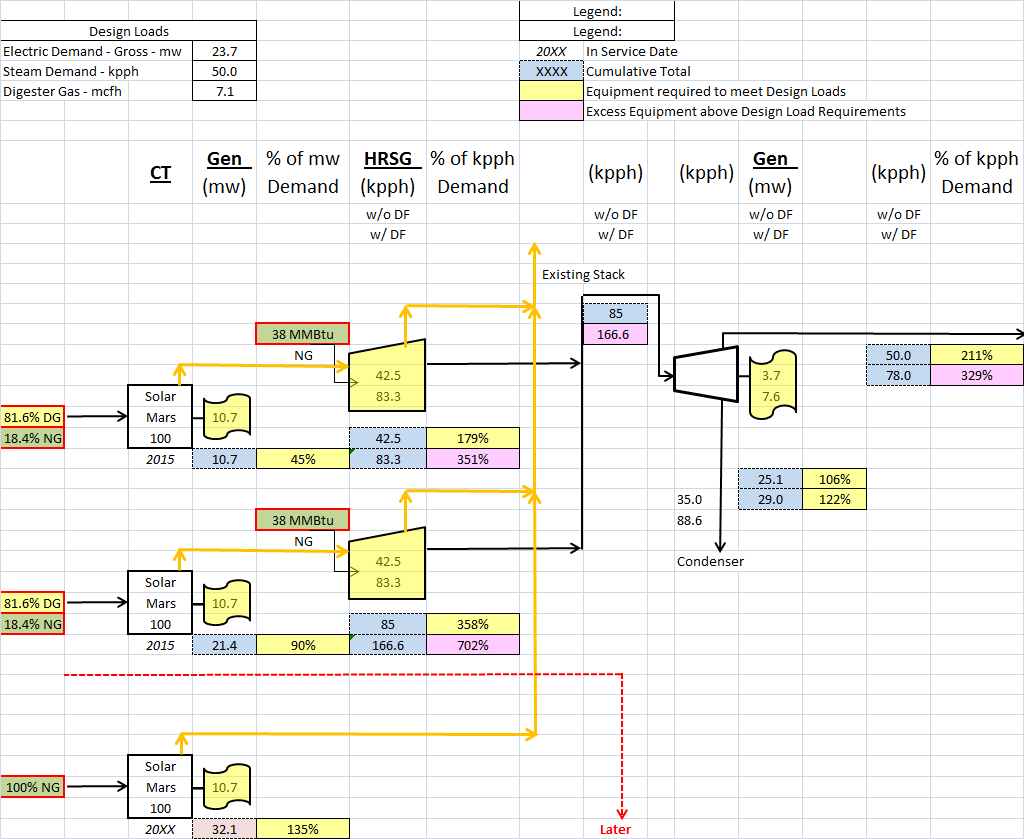 Legend:
Design Loads
Legend:
Electric Demand - Gross - mw 23.7
20XX In Service Date
Steam Demand - kpph 50.0
XXXX Cumulative Total
Digester Gas - mcfh 7.1
Equipment required to meet Design Loads
Excess Equipment above Design Load Requirements
CT
Gen
(mw)
% of mw
Demand
HRSG
(kpph)
% of kpph
Demand
(kpph)
(kpph)
Gen
(mw)
(kpph)
% of kpph
Demand
w/o DF w/o DF w/o DF w/o DF
w/ DF w/ DF w/ DF w/ DF
Existing Stack
85
166.6
38 MMBtu
NG
42.5
83.3
50.0 211%
78.0 329%
3.7
7.6
Solar
Mars
100
10.7
81.6% DG
18.4% NG
42.5 179%
2015 10.7 45% 83.3 351%
25.1 106%
29.0 122%
35.0
88.6
Condenser
38 MMBtu
NG
42.5
83.3
Solar
Mars
100
10.7
81.6% DG
18.4% NG
85 358%
2015 21.4 90% 166.6 702%
Solar
Mars
100
10.7
100% NG
20XX 32.1 135%
Later